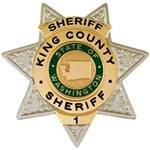 SHERIFF
KING COUNTY
STATE OF
WASHINGTON
SHERIFF
1